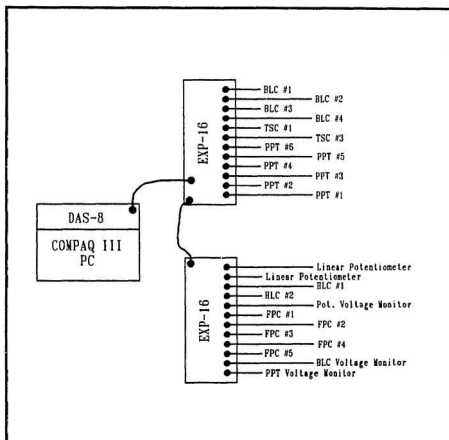 BLC #1
BLC #2
BLC #3
BLC #4
TSC #1
TSC #3
PPT #6
PPT #5
PPT #4
PPT #3
PPT #2
PPT #1
EXP-16
DAS-8
COMPAQ III
PC
Linear Potentiometer
Linear Potentiometer
HLC #1
HLC #2
Pot. Voltage Monitor
FPC #1
FPC #2
FPC #3
FPC #4
FPC #5
BLC Voltage Monitor
PPT Voltage Monitor
EXP-16